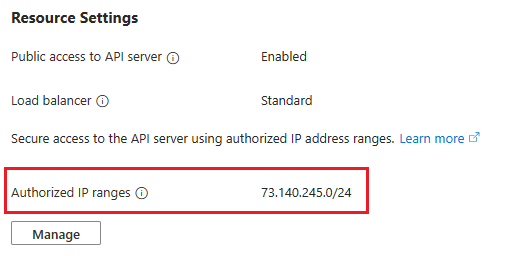 Resource Settings
Public access to API server Enabled
Load balancer Standard
Secure access to the API server using authorized IP address ranges. Learn more
Authorized IP ranges 73.140.245.0/24
Manage